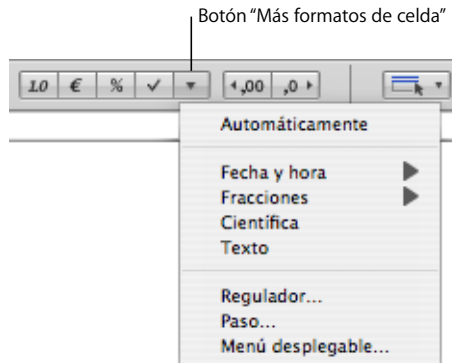 Botón “Más formatos de celda”
1.0 € % ✓ ,00 ,0
Automáticamente
Fecha y hora
Fracciones
Científica
Texto
Regulador...
Paso...
Menú desplegable...